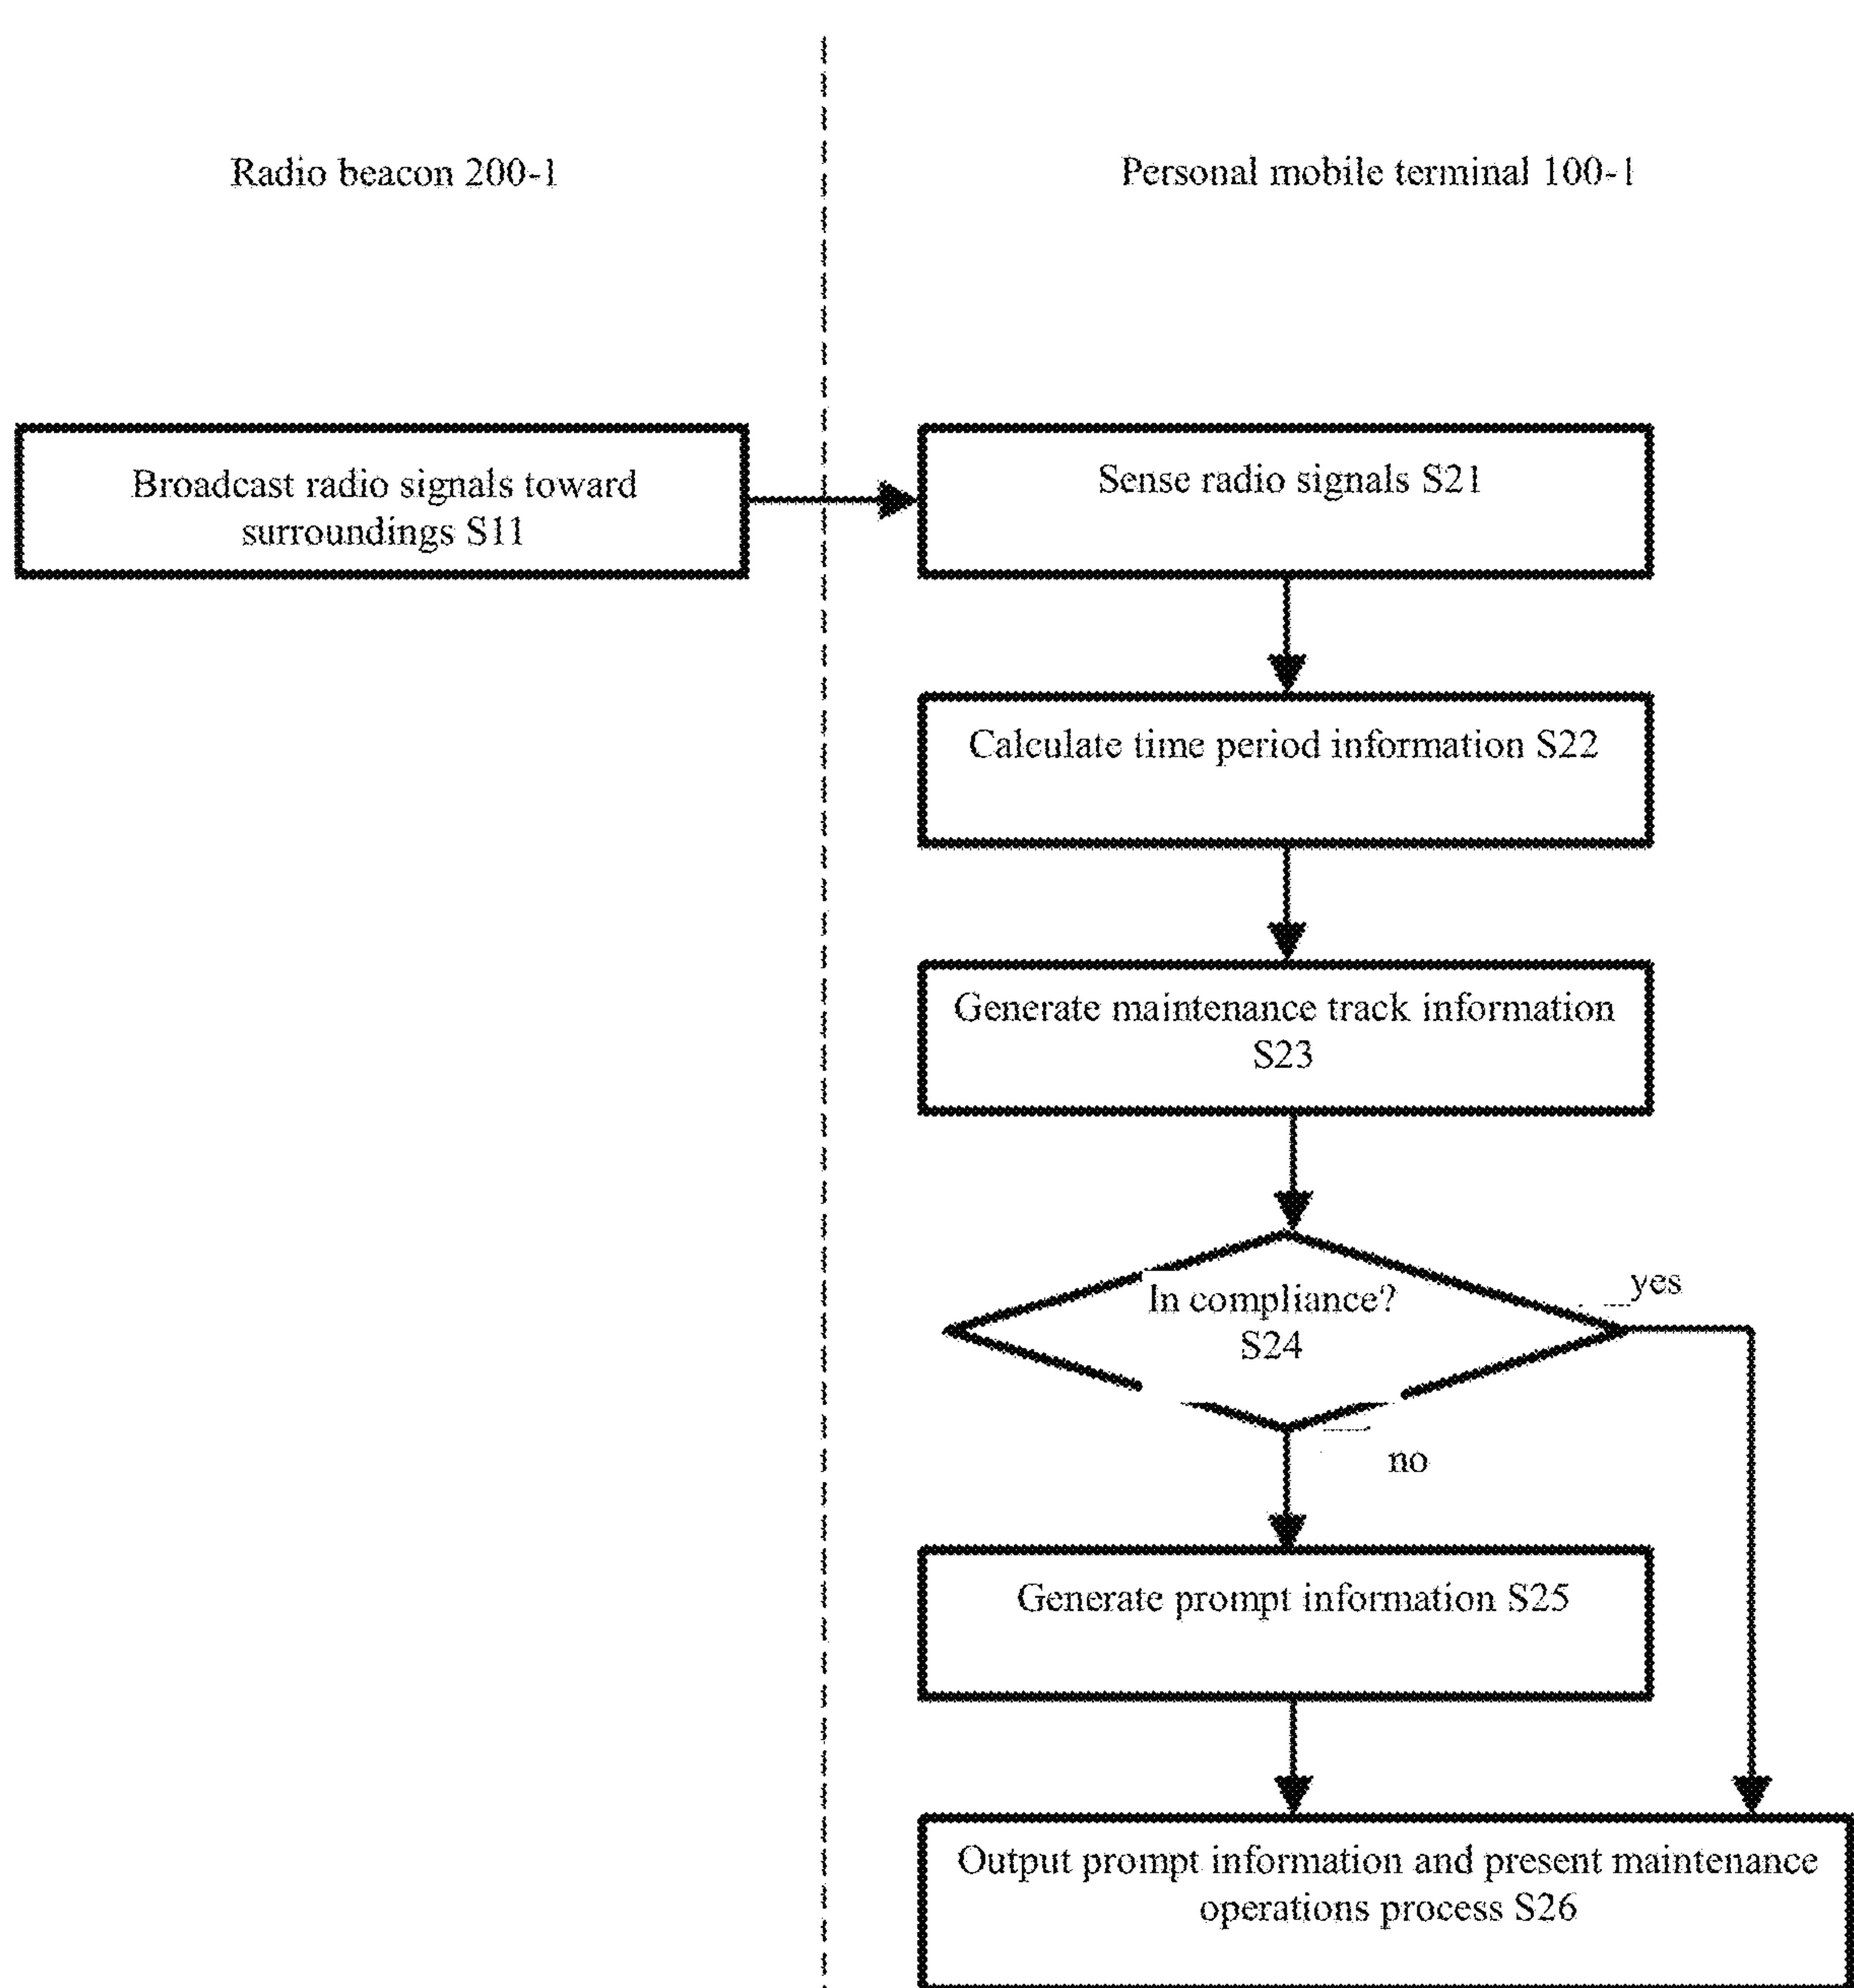 Radio beacon 200-1
Personal mobile terminal 100-1
Broadcast radio signals toward
surroundings S11
Sense radio signals S21
Calculate time period information S22
Generate maintenance track information
S23
In compliance?
S24
yes
no
Generate prompt information S25
Output prompt information and present maintenance
operations process S26